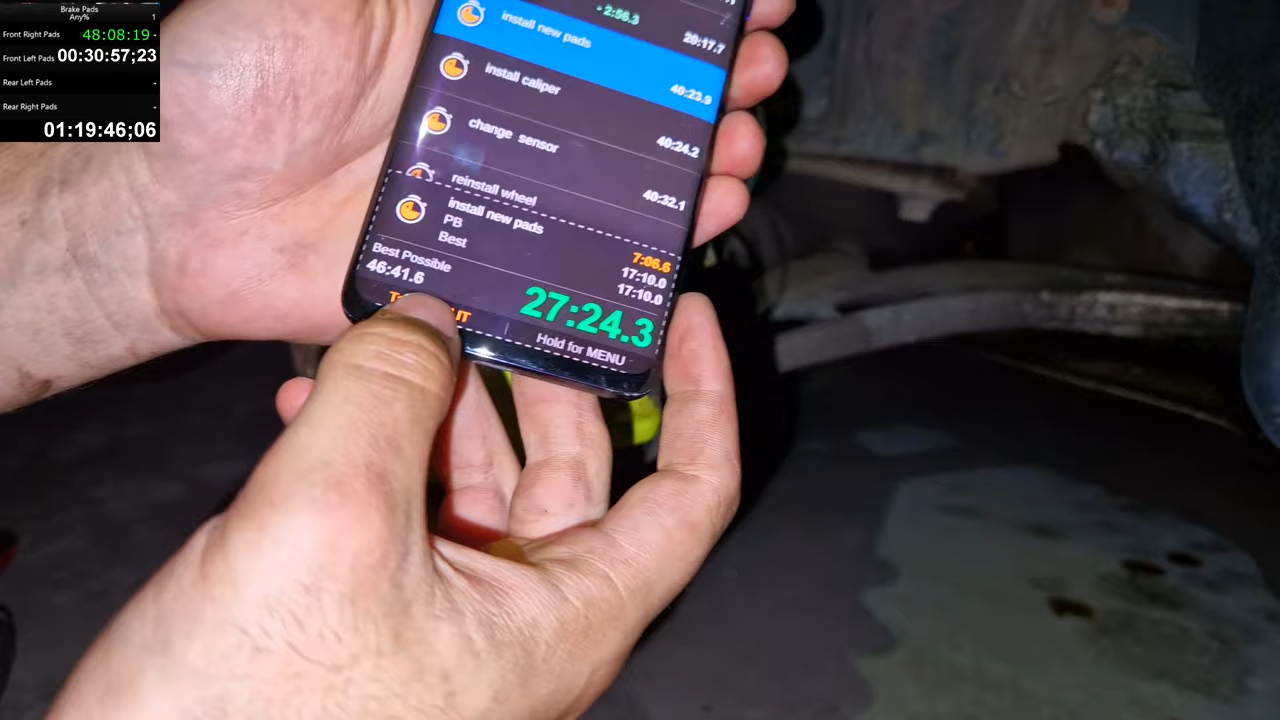 Brake Pads
Any% 1
Front Right Pads 48:08:19 -
Front Left Pads 00:30:57;23
Rear Left Pads -
Rear Right Pads -
01:19:46;06
- 2:56.3
20:17.7
install new pads
40:23.9
install caliper
40:24.2
change sensor
40:32.1
reinstall wheel
install new pads
7:06.6
PB
17:10.0
Best
17:10.0
Best Possible
46:41.6
27:24.3
Hold for MENU